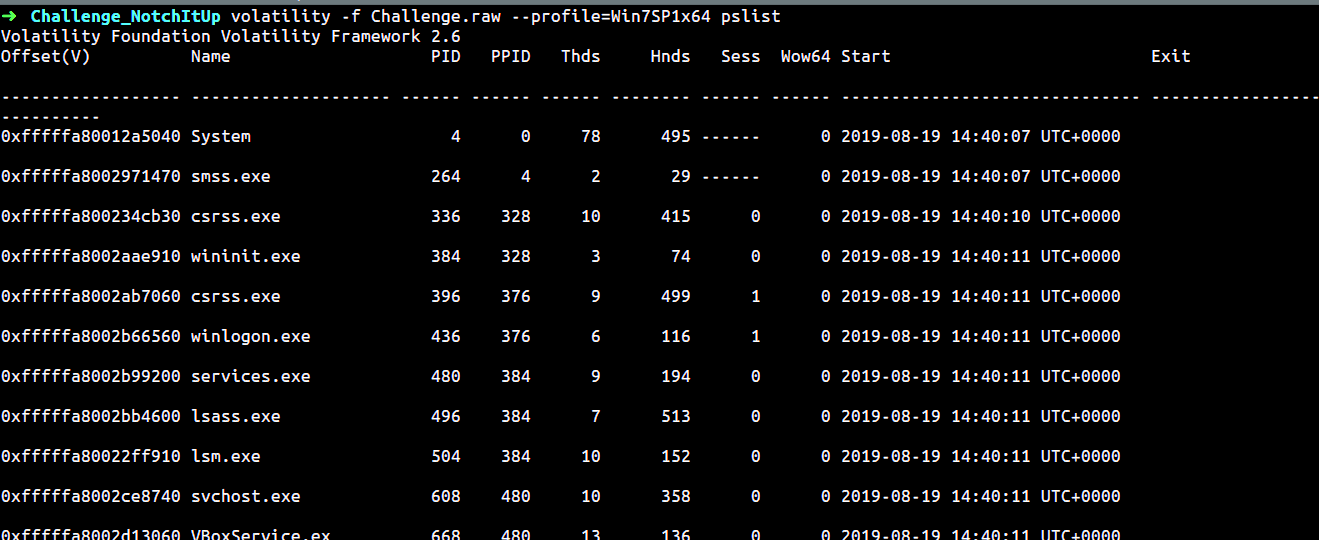 ➜  Challenge_NotchItUp volatility -f Challenge.raw --profile=Win7SP1x64 pslist
Volatility Foundation Volatility Framework 2.6
Offset(V)          Name                    PID   PPID   Thds     Hnds   Sess  Wow64 Start                          Exit
------------------ -------------------- ------ ------ ------ -------- ------ ------ ------------------------------ -----------------
----------
0xfffffa80012a5040 System                    4      0     78      495 ------      0 2019-08-19 14:40:07 UTC+0000
0xfffffa8002971470 smss.exe                264      4      2       29 ------      0 2019-08-19 14:40:07 UTC+0000
0xfffffa800234cb30 csrss.exe               336    328     10      415      0      0 2019-08-19 14:40:10 UTC+0000
0xfffffa8002aae910 wininit.exe             384    328      3       74      0      0 2019-08-19 14:40:11 UTC+0000
0xfffffa8002ab7060 csrss.exe               396    376      9      499      1      0 2019-08-19 14:40:11 UTC+0000
0xfffffa8002b66560 winlogon.exe            436    376      6      116      1      0 2019-08-19 14:40:11 UTC+0000
0xfffffa8002b99200 services.exe            480    384      9      194      0      0 2019-08-19 14:40:11 UTC+0000
0xfffffa8002bb4600 lsass.exe               496    384      7      513      0      0 2019-08-19 14:40:11 UTC+0000
0xfffffa80022ff910 lsm.exe                 504    384     10      152      0      0 2019-08-19 14:40:11 UTC+0000
0xfffffa8002ce8740 svchost.exe             608    480     10      358      0      0 2019-08-19 14:40:11 UTC+0000
0xfffffa8002d13060 VBoxService.ex          668    480     13      136      0      0 2019-08-19 14:40:11 UTC+0000